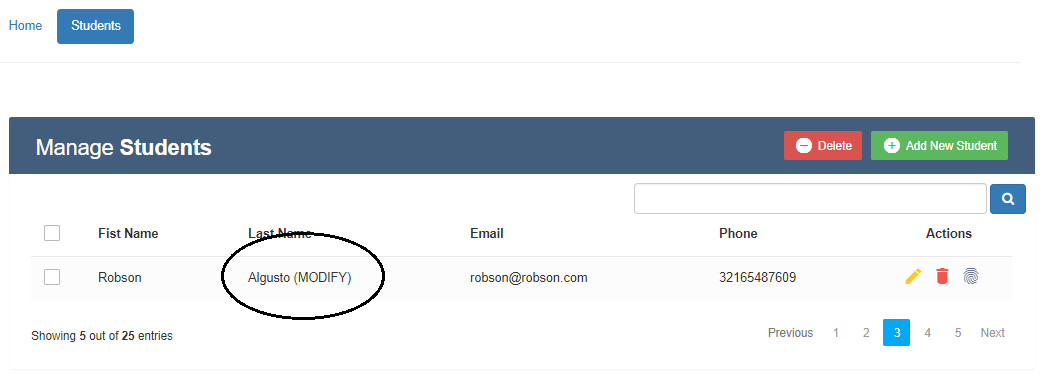 Home Students
Manage Students Delete Add New Student
Fist Name Last Name Email Phone Actions
Robson Algusto (MODIFY) robson@robson.com 32165487609
Showing 5 out of 25 entries Previous 1 2 3 4 5 Next